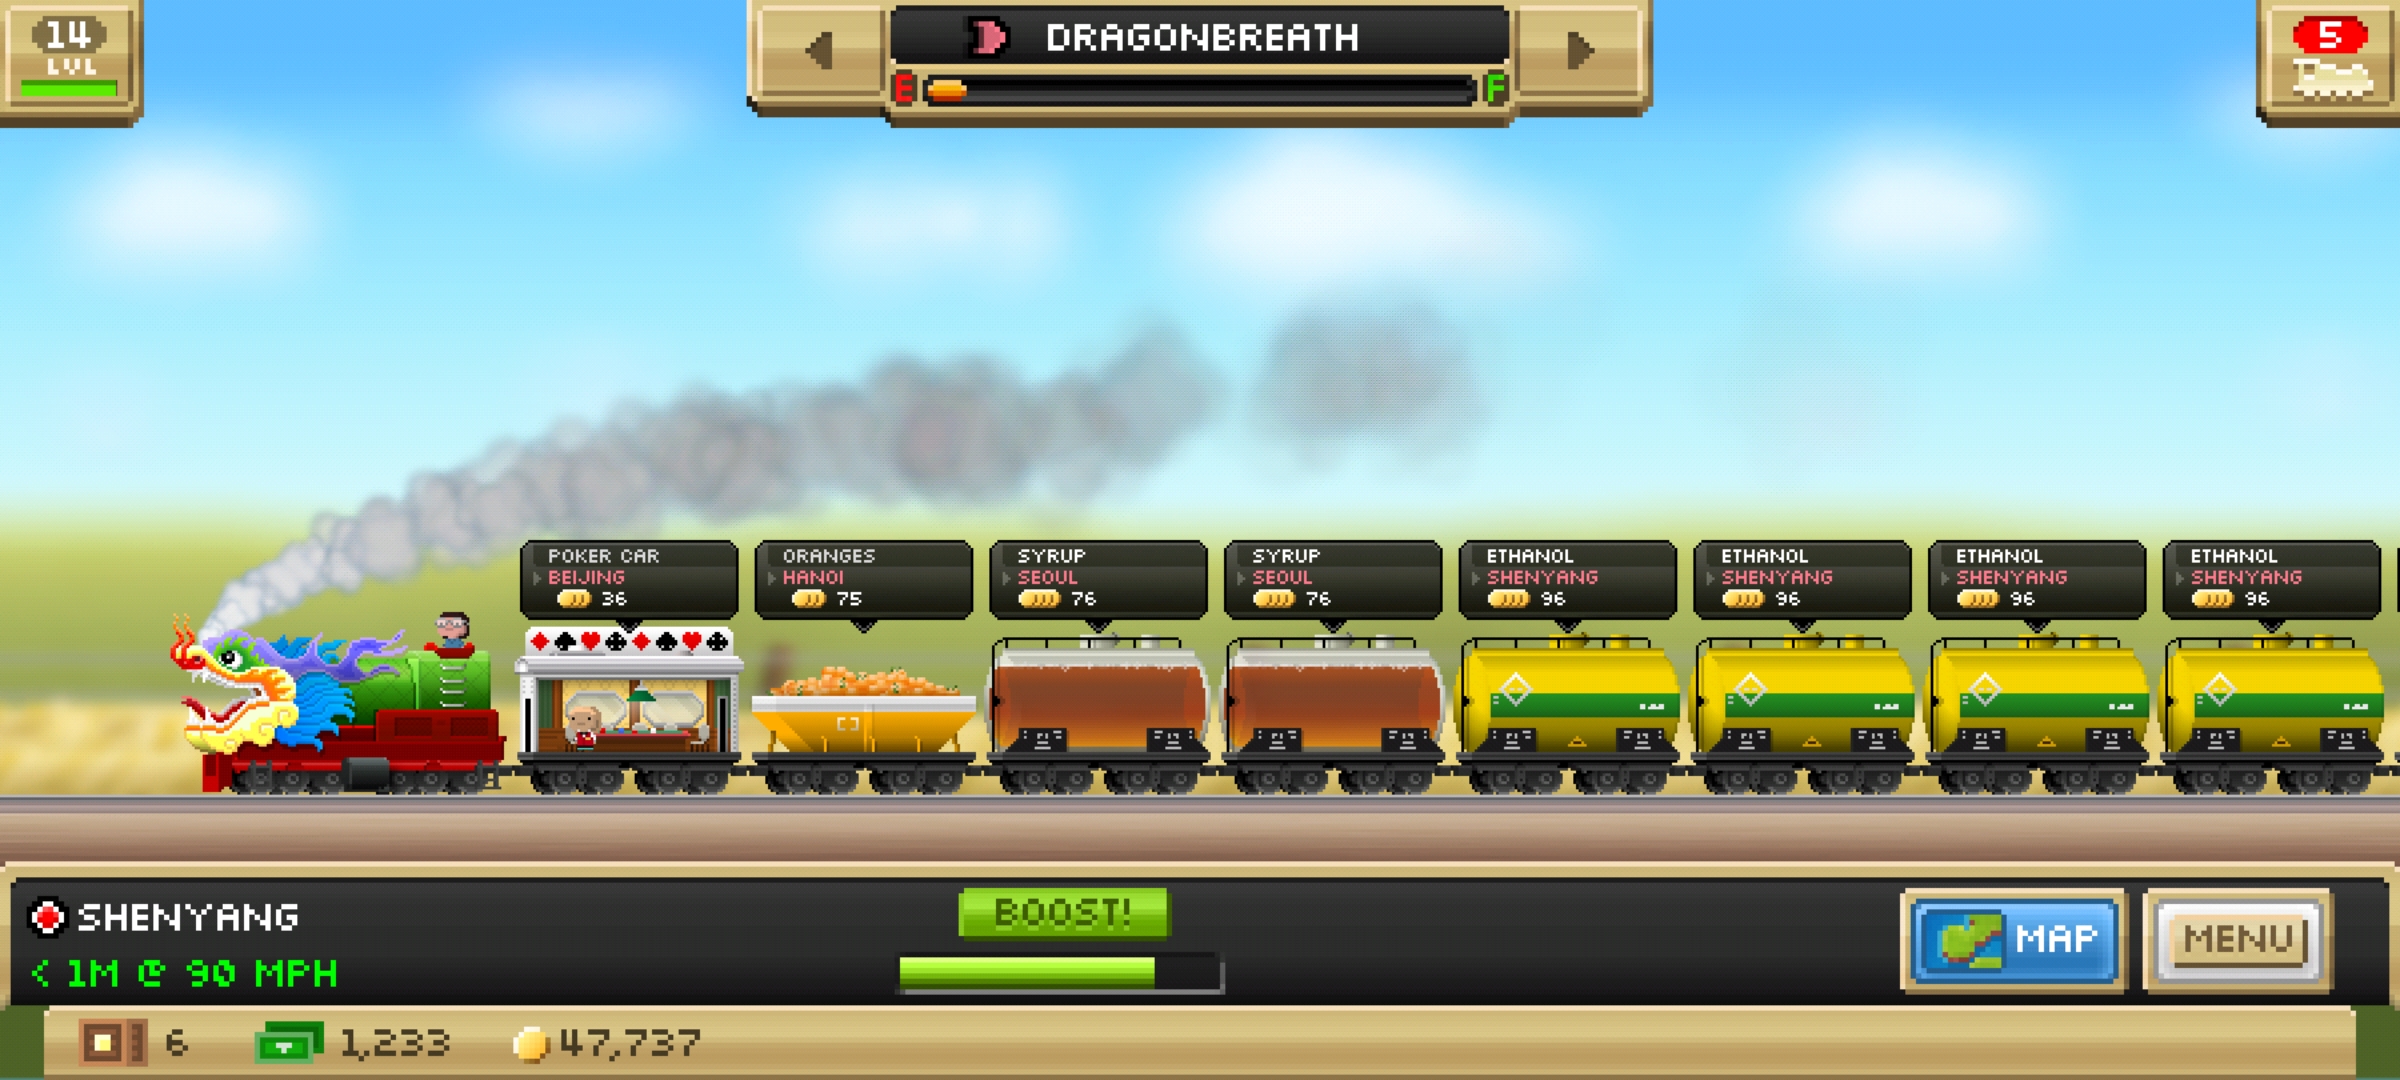 14
LVL
DRAGONBREATH
E F
5
POKER CAR
BEIJING
36
ORANGES
HANOI
75
SYRUP
SEOUL
76
SYRUP
SEOUL
76
ETHANOL
SHENYANG
96
ETHANOL
SHENYANG
96
ETHANOL
SHENYANG
96
ETHANOL
SHENYANG
96
SHENYANG
< 1M @ 90 MPH
BOOST!
MAP
MENU
6
1,233
47,737